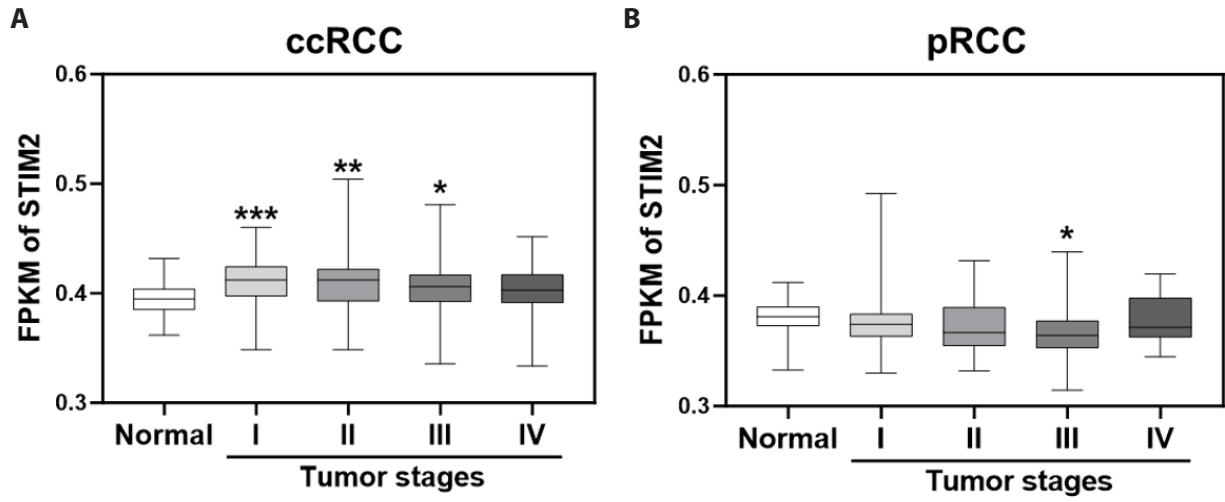 A
ccRCC
FPKM of STIM2
0.6
0.5
0.4
0.3
***
**
*
Normal I II III IV
Tumor stages
B
pRCC
FPKM of STIM2
0.6
0.5
0.4
0.3
*
Normal I II III IV
Tumor stages